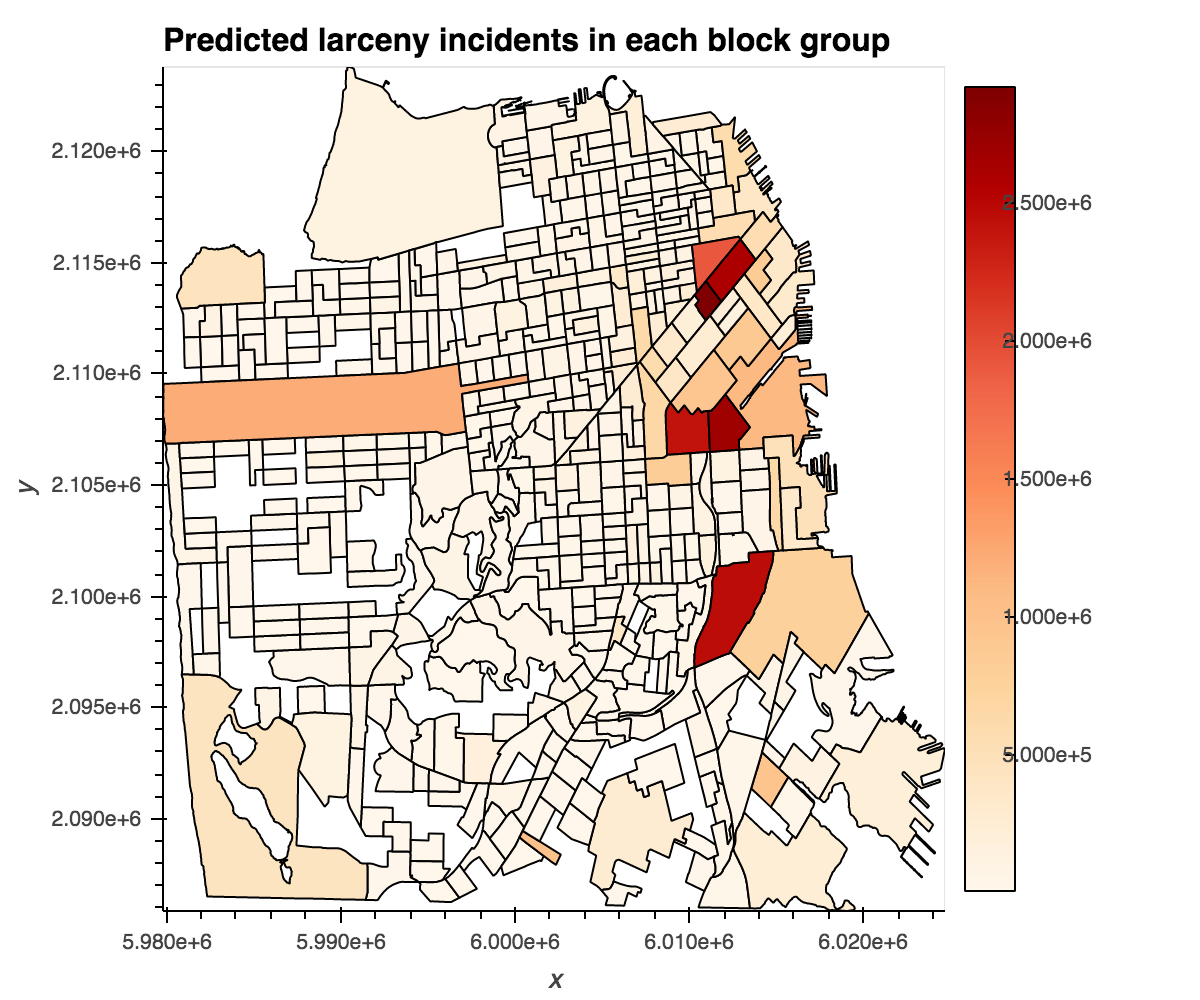 Predicted larceny incidents in each block group
2.120e+6
2.115e+6
2.110e+6
2.105e+6
2.100e+6
2.095e+6
2.090e+6
y
5.980e+6
5.990e+6
6.000e+6
6.010e+6
6.020e+6
x
2.500e+6
2.000e+6
1.500e+6
1.000e+6
5.000e+5